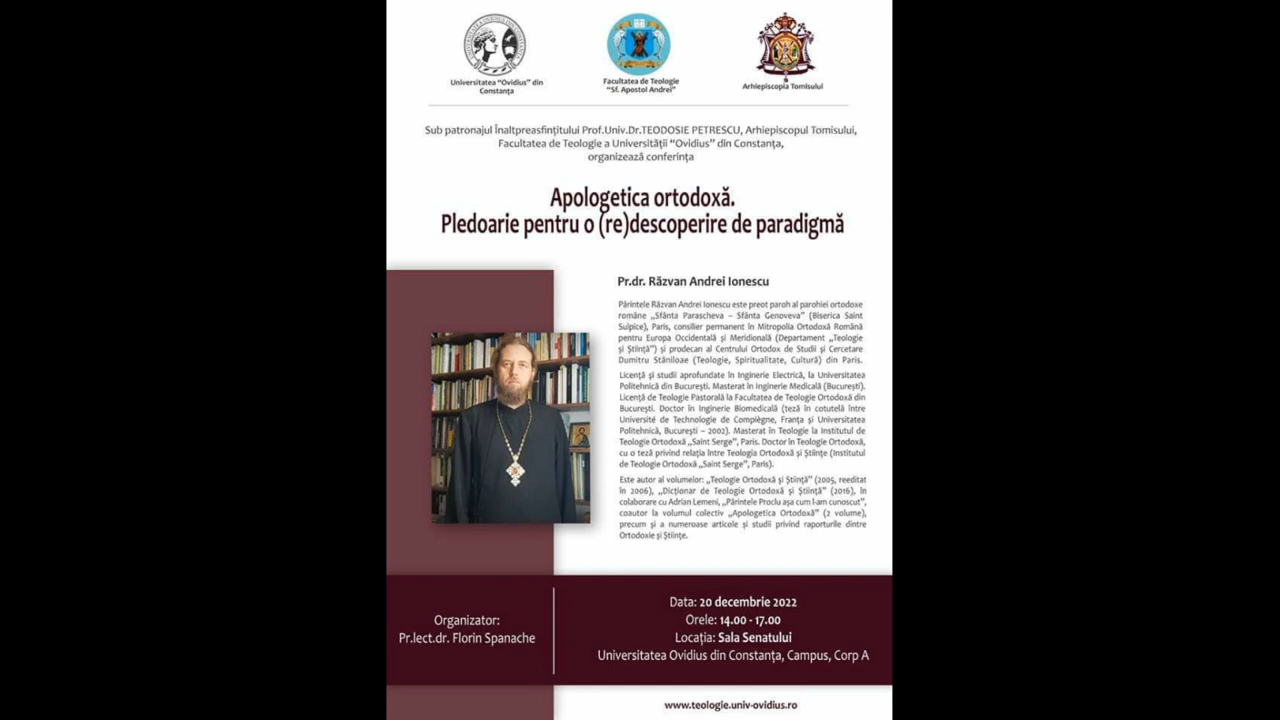 Universitatea "Ovidius" din
Constanța
Facultatea de Teologie
"Sf. Apostol Andrei"
Arhiepiscopia Tomisului
Sub patronajul Înaltpreasfințitului Prof.Univ.Dr.TEODOSIE PETRESCU, Arhiepiscopul Tomisului,
Facultatea de Teologie a Universității "Ovidius" din Constanța,
organizează conferința
Apologetica ortodoxă.
Pledoarie pentru o (re)descoperire de paradigmă
Pr.dr. Răzvan Andrei Ionescu
Părintele Răzvan Andrei Ionescu este preot paroh al parohiei ortodoxe
române „Sfânta Parascheva – Sfânta Genoveva” (Biserica Saint
Sulpice), Paris, consilier permanent în Mitropolia Ortodoxă Română
pentru Europa Occidentală și Meridională (Departament „Teologie
și Știință”) și prodecan al Centrului Ortodox de Studii și Cercetare
Dumitru Stăniloae (Teologie, Spiritualitate, Cultură) din Paris.
Licență și studii aprofundate în Inginerie Electrică, la Universitatea
Politehnică din București. Masterat în Inginerie Medicală (București).
Licență de Teologie Pastorală la Facultatea de Teologie Ortodoxă din
București. Doctor în Inginerie Biomedicală (teză în cotutelă între
Université de Technologie de Compiègne, Franța și Universitatea
Politehnică, București – 2002). Masterat în Teologie la Institutul de
Teologie Ortodoxă „Saint Serge”, Paris. Doctor în Teologie Ortodoxă,
cu o teză privind relația între Teologia Ortodoxă și Științe (Institutul
de Teologie Ortodoxă „Saint Serge”, Paris).
Este autor al volumelor: „Teologie Ortodoxă și Știință” (2005, reeditat
în 2006), „Dicționar de Teologie Ortodoxă și Știință” (2016), în
colaborare cu Adrian Lemeni, „Părintele Proclu așa cum l-am cunoscut”,
coautor la volumul colectiv „Apologetica Ortodoxă” (2 volume),
precum și a numeroase articole și studii privind raporturile dintre
Ortodoxie și Științe.
Organizator:
Pr.lect.dr. Florin Spanache
Data: 20 decembrie 2022
Orele: 14.00 - 17.00
Locația: Sala Senatului
Universitatea Ovidius din Constanța, Campus, Corp A
www.teologie.univ-ovidius.ro